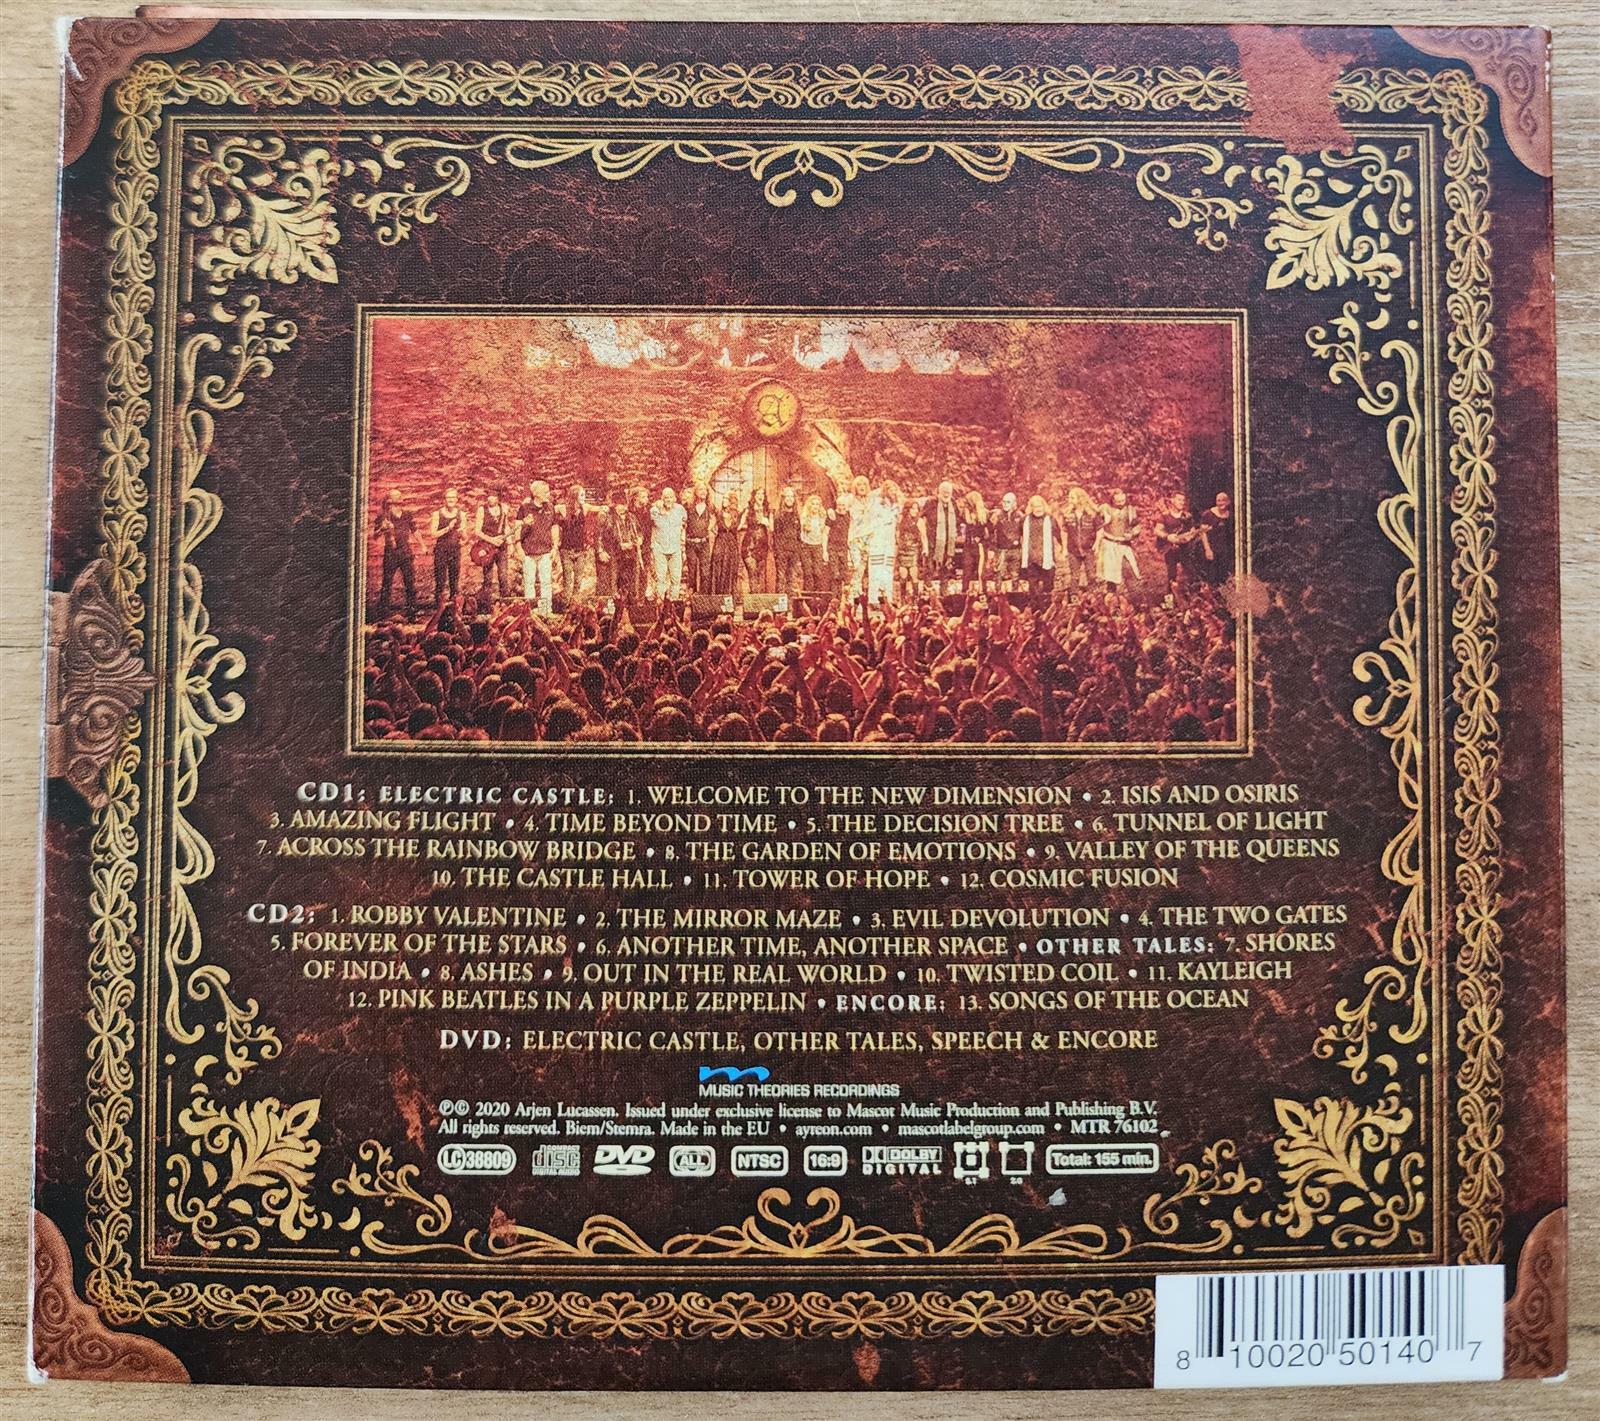 A
CD1: ELECTRIC CASTLE: 1. WELCOME TO THE NEW DIMENSION • 2. ISIS AND OSIRIS
3. AMAZING FLIGHT • 4. TIME BEYOND TIME • 5. THE DECISION TREE • 6. TUNNEL OF LIGHT
7. ACROSS THE RAINBOW BRIDGE • 8. THE GARDEN OF EMOTIONS • 9. VALLEY OF THE QUEENS
10. THE CASTLE HALL • 11. TOWER OF HOPE • 12. COSMIC FUSION
CD2: 1. ROBBY VALENTINE • 2. THE MIRROR MAZE • 3. EVIL DEVOLUTION • 4. THE TWO GATES
5. FOREVER OF THE STARS • 6. ANOTHER TIME, ANOTHER SPACE • OTHER TALES: 7. SHORES
OF INDIA • 8. ASHES • 9. OUT IN THE REAL WORLD • 10. TWISTED COIL • 11. KAYLEIGH
12. PINK BEATLES IN A PURPLE ZEPPELIN • ENCORE: 13. SONGS OF THE OCEAN
DVD: ELECTRIC CASTLE, OTHER TALES, SPEECH & ENCORE
m
MUSIC THEORIES RECORDINGS
℗© 2020 Arjen Lucassen. Issued under exclusive license to Mascot Music Production and Publishing B.V.
All rights reserved. Biem/Stemra. Made in the EU • ayreon.com • mascotlabelgroup.com • MTR 76102
LC 38809 COMPACT disc DIGITAL AUDIO DVD ALL NTSC 16:9 DOLBY DIGITAL 5.1 2.0 Total: 155 min.
8 10020 50140 7